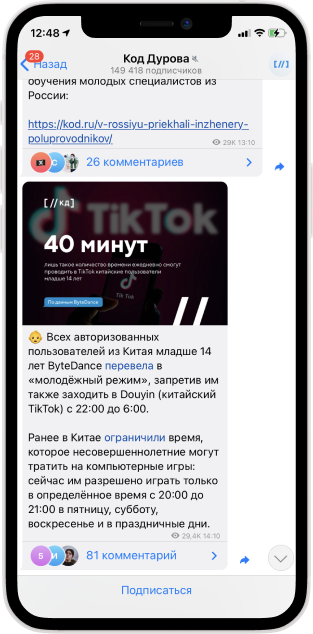 12:48
28
Назад
Код Дурова
149 418 подписчиков
[//]
обучения молодых специалистов из
России:
https://kod.ru/v-rossiyu-priekhali-inzhenery-
poluprovodnikov/
29K 13:10
С
26 комментариев
[//кд]
TikTok
40 минут
лишь такое количество времени ежедневно смогут
проводить в TikTok китайские пользователи
младше 14 лет
Tik Tok
По данным ByteDance
//
👶 Всех авторизованных
пользователей из Китая младше 14
лет ByteDance перевела в
«молодёжный режим», запретив им
также заходить в Douyin (китайский
TikTok) с 22:00 до 6:00.
Ранее в Китае ограничили время,
которое несовершеннолетние могут
тратить на компьютерные игры:
сейчас им разрешено играть только
в определённое время с 20:00 до
21:00 в пятницу, субботу,
воскресенье и в праздничные дни.
29,4K 14:10
Б И
81 комментарий
Подписаться